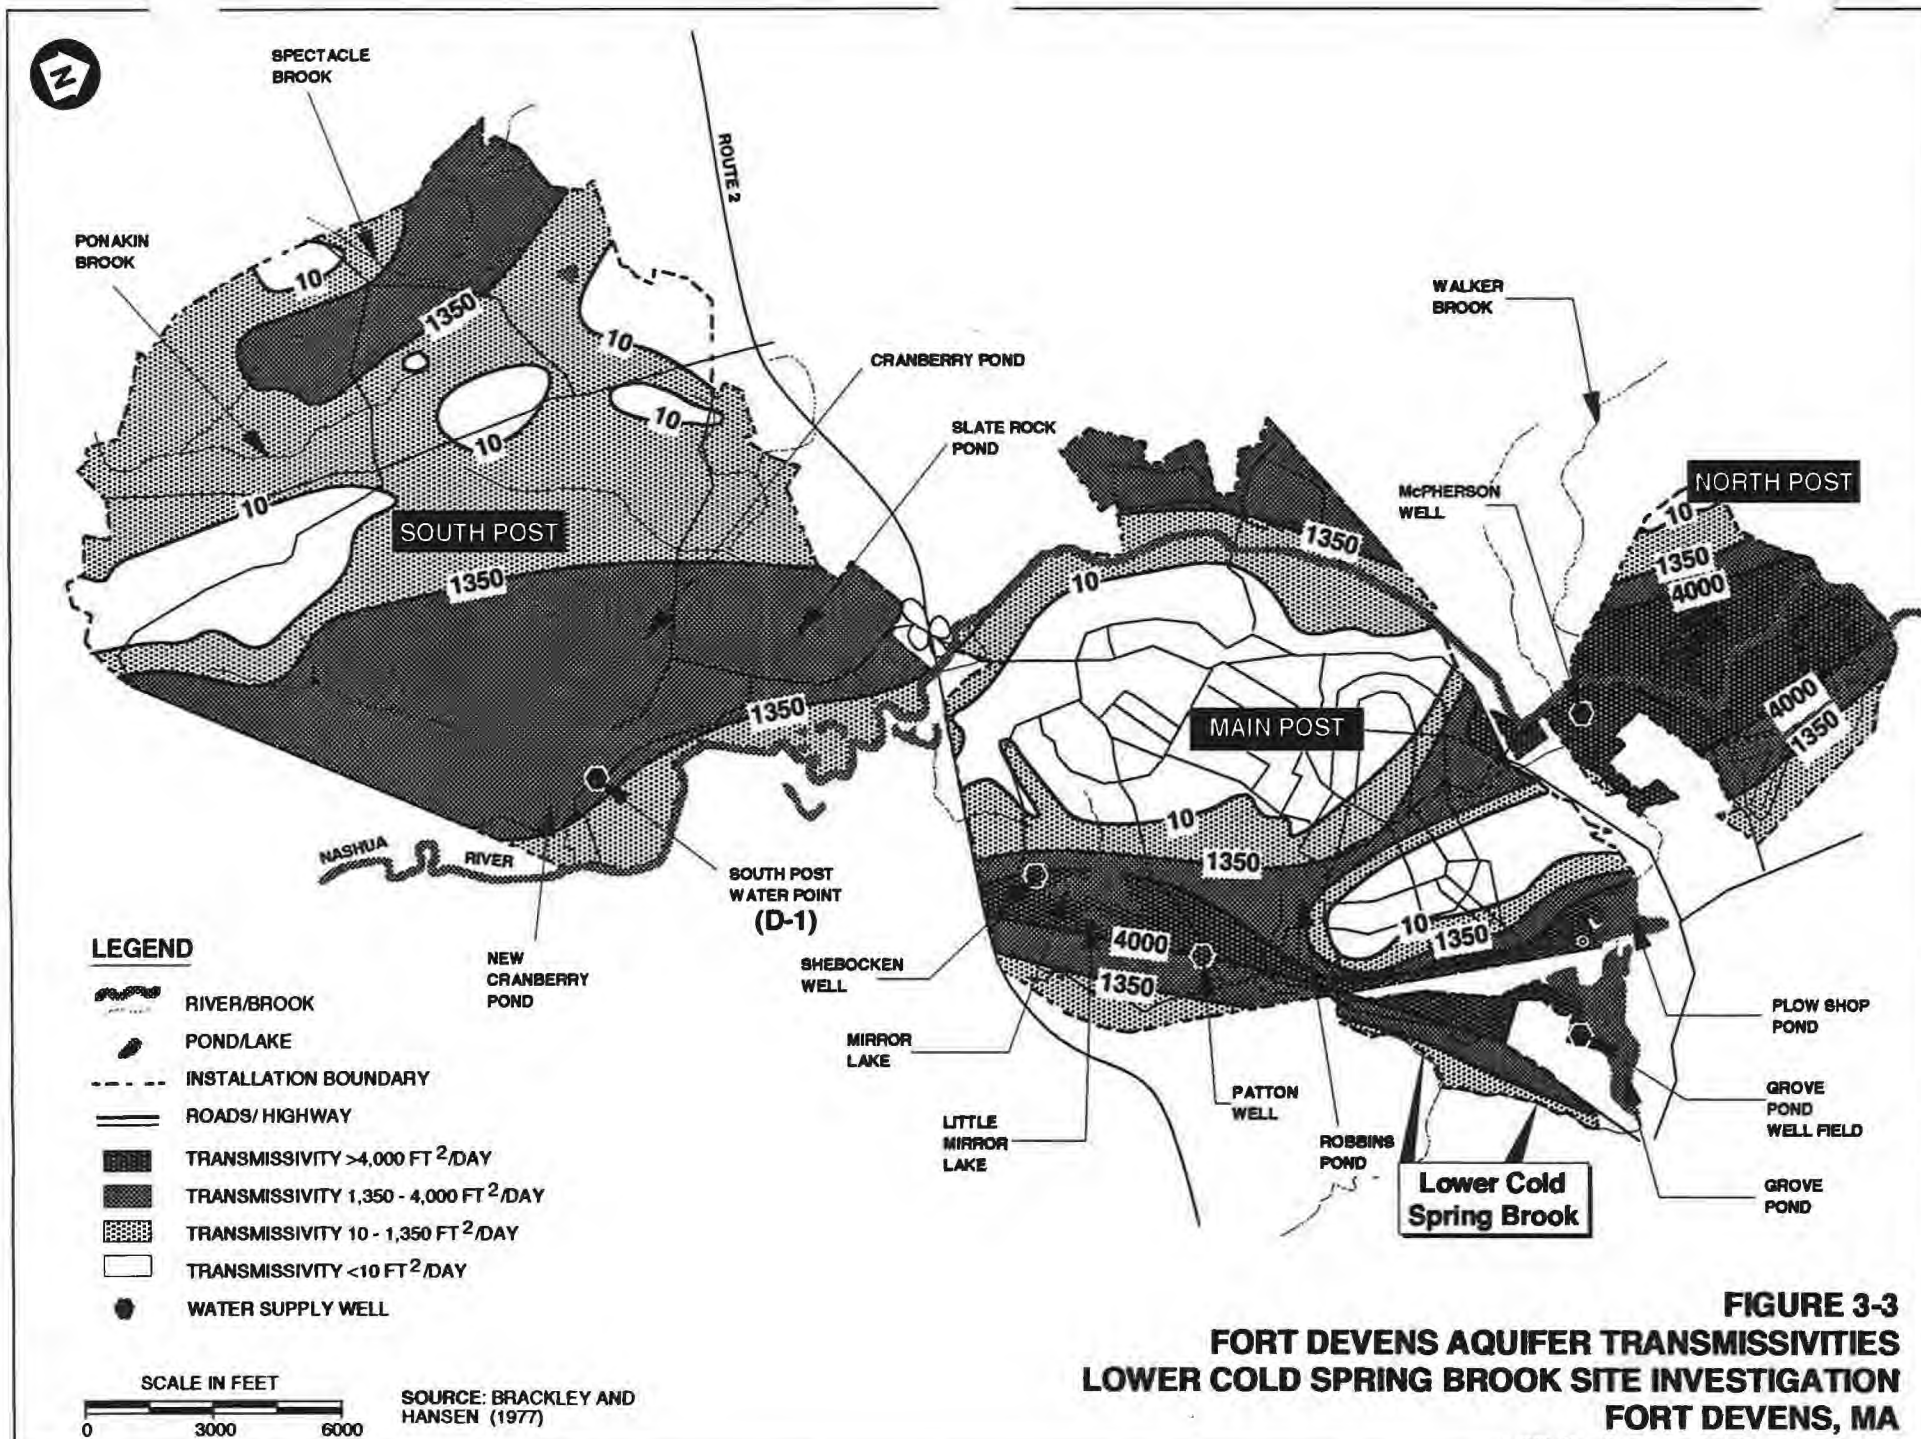 N
SPECTACLE
BROOK
ROUTE 2
PONAKIN
BROOK
10
1350
10
10
10
CRANBERRY POND
SLATE ROCK
POND
WALKER
BROOK
McPHERSON
WELL
NORTH POST
10
1350
4000
4000
1350
10
SOUTH POST
1350
1350
10
1350
MAIN POST
10
1350
10
1350
4000
1350
NASHUA
RIVER
SOUTH POST
WATER POINT
(D-1)
NEW
CRANBERRY
POND
SHEBOCKEN
WELL
MIRROR
LAKE
LITTLE
MIRROR
LAKE
PATTON
WELL
ROBBINS
POND
Lower Cold
Spring Brook
PLOW SHOP
POND
GROVE
POND
WELL FIELD
GROVE
POND
LEGEND
RIVER/BROOK
POND/LAKE
INSTALLATION BOUNDARY
ROADS/ HIGHWAY
TRANSMISSIVITY >4,000 FT 2/DAY
TRANSMISSIVITY 1,350 - 4,000 FT 2/DAY
TRANSMISSIVITY 10 - 1,350 FT 2/DAY
TRANSMISSIVITY <10 FT 2/DAY
WATER SUPPLY WELL
SCALE IN FEET
0 3000 6000
SOURCE: BRACKLEY AND
HANSEN (1977)
FIGURE 3-3
FORT DEVENS AQUIFER TRANSMISSIVITIES
LOWER COLD SPRING BROOK SITE INVESTIGATION
FORT DEVENS, MA